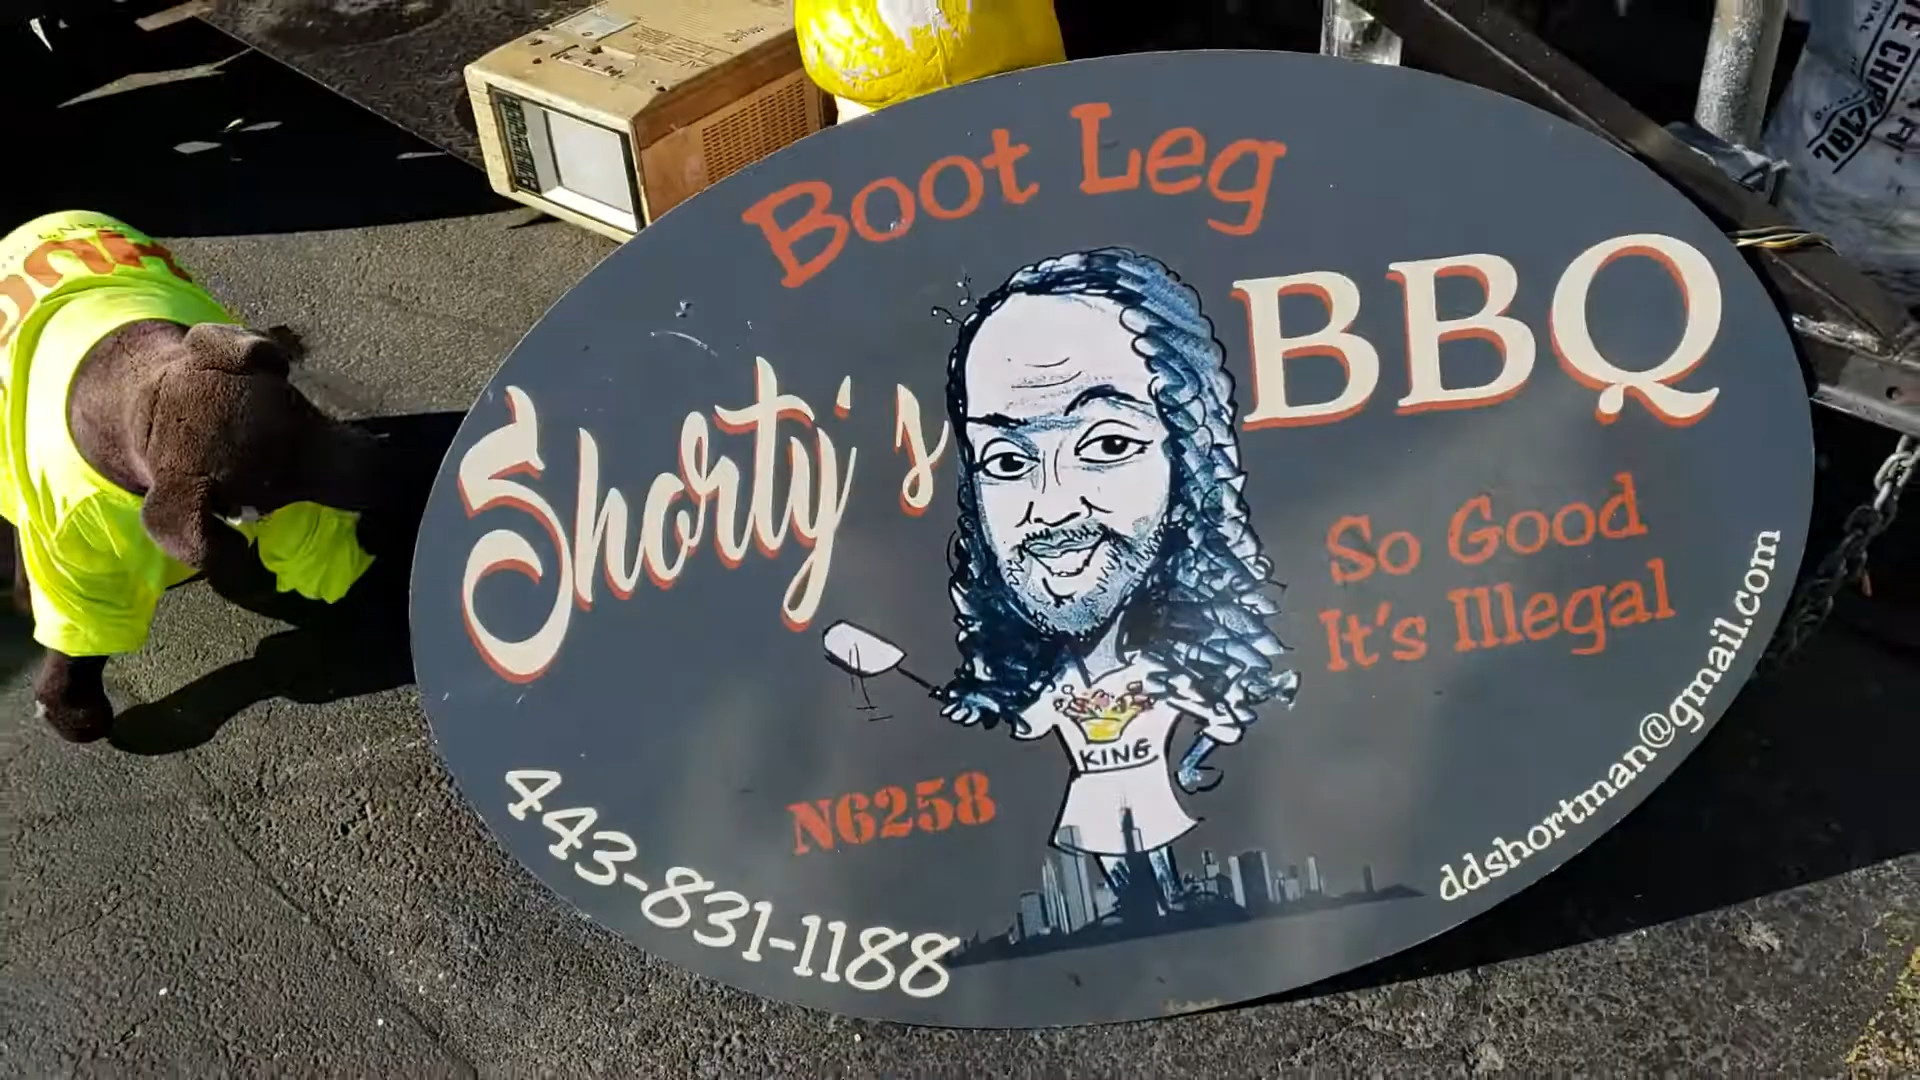 Boot Leg
Shorty's BBQ
So Good
It's Illegal
KING
N6258
443-831-1188
ddshortman@gmail.com